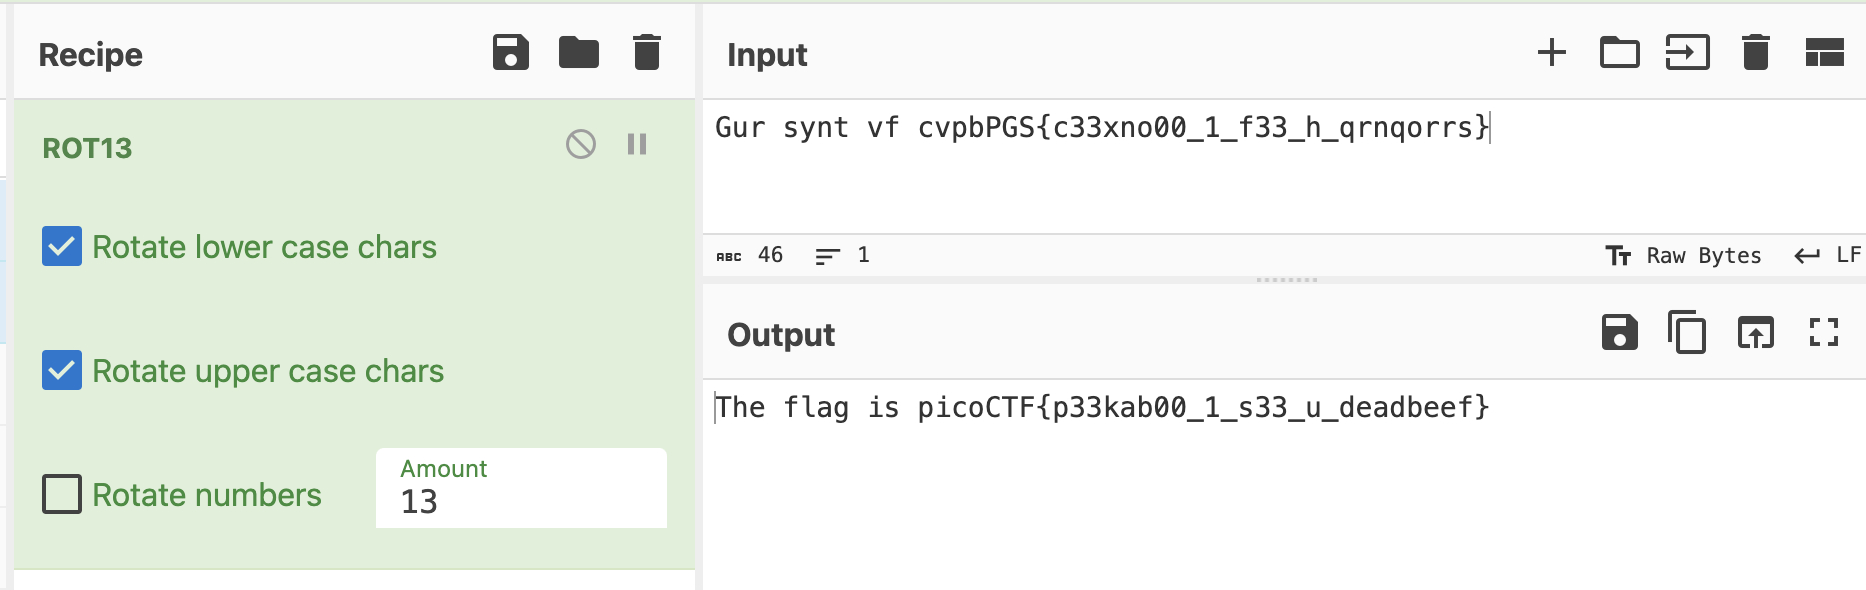 Recipe
ROT13
Rotate lower case chars
Rotate upper case chars
Rotate numbers
Amount
13
Input
Gur synt vf cvpbPGS{c33xno00_1_f33_h_qrnqorrs}
ABC 46 1
Tт Raw Bytes LF
Output
The flag is picoCTF{p33kab00_1_s33_u_deadbeef}